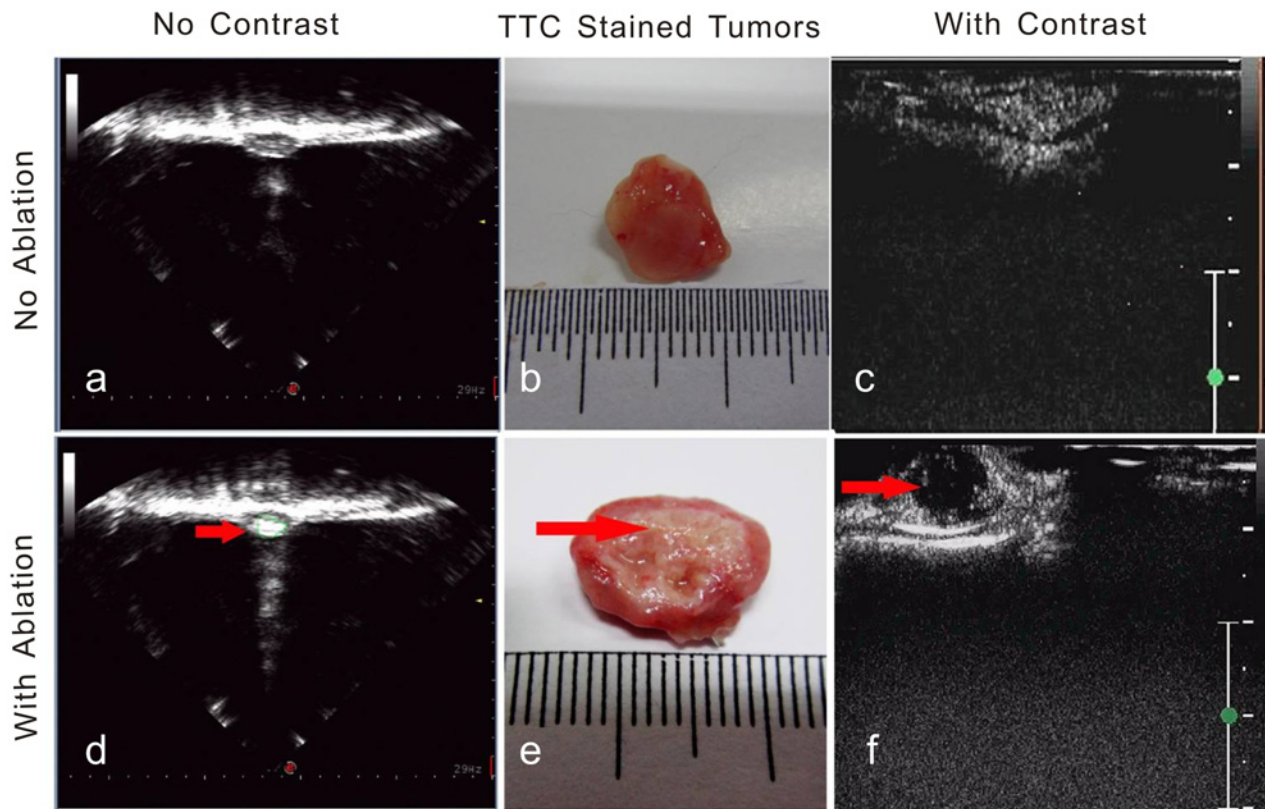 No Contrast
TTC Stained Tumors
With Contrast
No Ablation
a
29Hz
b
c
With Ablation
d
29Hz
e
f